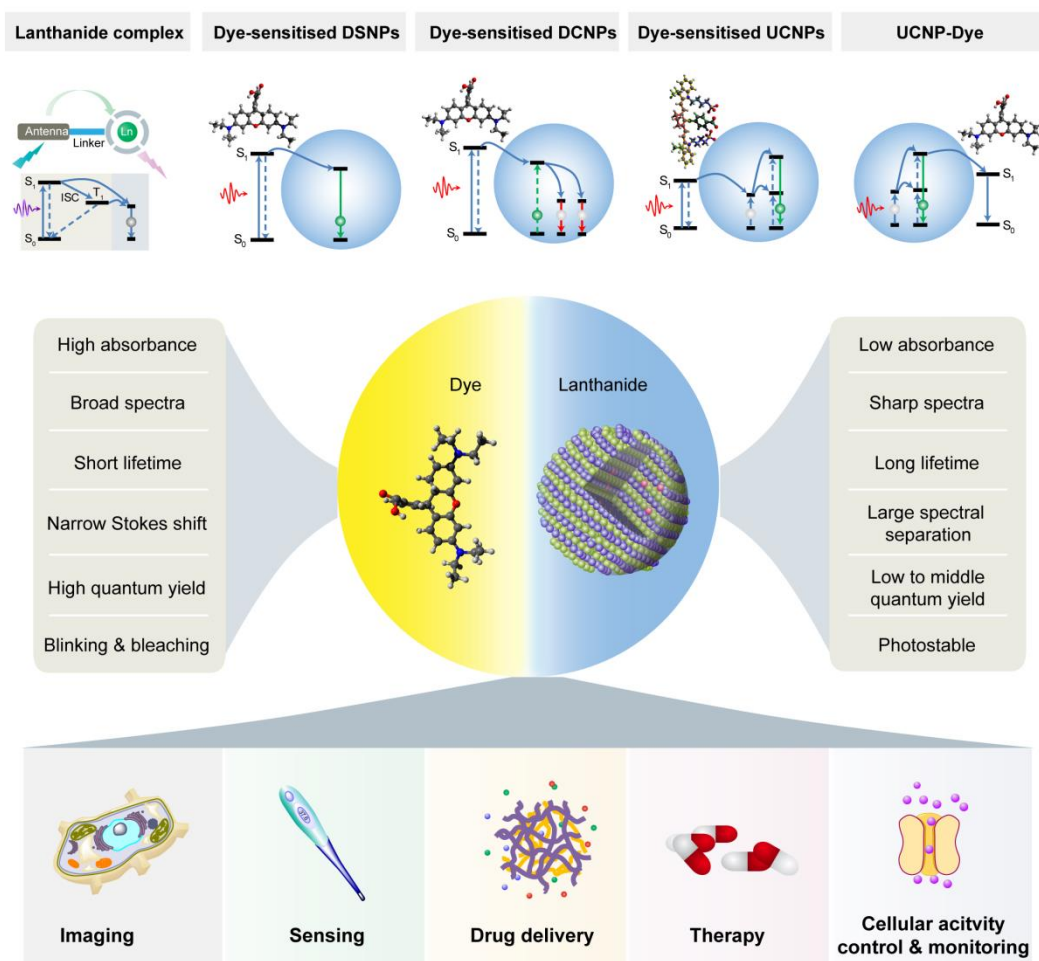 Lanthanide complex
Dye-sensitised DSNPs
Dye-sensitised DCNPs
Dye-sensitised UCNPs
UCNP-Dye
Antenna
Linker
Ln
S1
ISC
T1
S0
S1
S0
S1
S0
S1
S0
S1
S0
High absorbance
Broad spectra
Short lifetime
Narrow Stokes shift
High quantum yield
Blinking & bleaching
Dye
Lanthanide
Low absorbance
Sharp spectra
Long lifetime
Large spectral
separation
Low to middle
quantum yield
Photostable
Imaging
Sensing
Drug delivery
Therapy
Cellular acitvity
control & monitoring